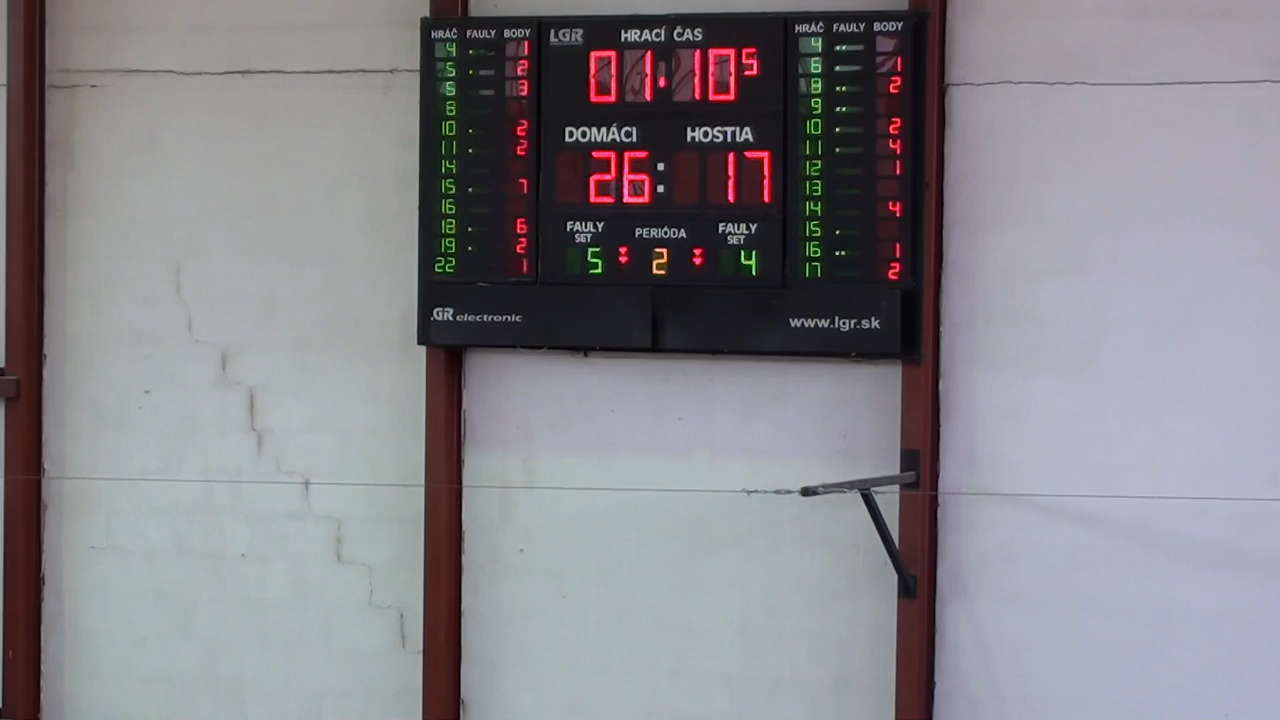 HRÁČ FAULY BODY
4 1
5 2
6 3
8
10 2
11 2
14
15 7
16
18 6
19 2
22 1
LGR
HRACÍ ČAS
01:10 5
DOMÁCI HOSTIA
26:17
FAULY SET PERIÓDA FAULY SET
5 2 4
HRÁČ FAULY BODY
4
6 1
8 2
9
10 2
11 4
12 1
13
14 4
15
16 1
17 2
.GR electronic
www.lgr.sk